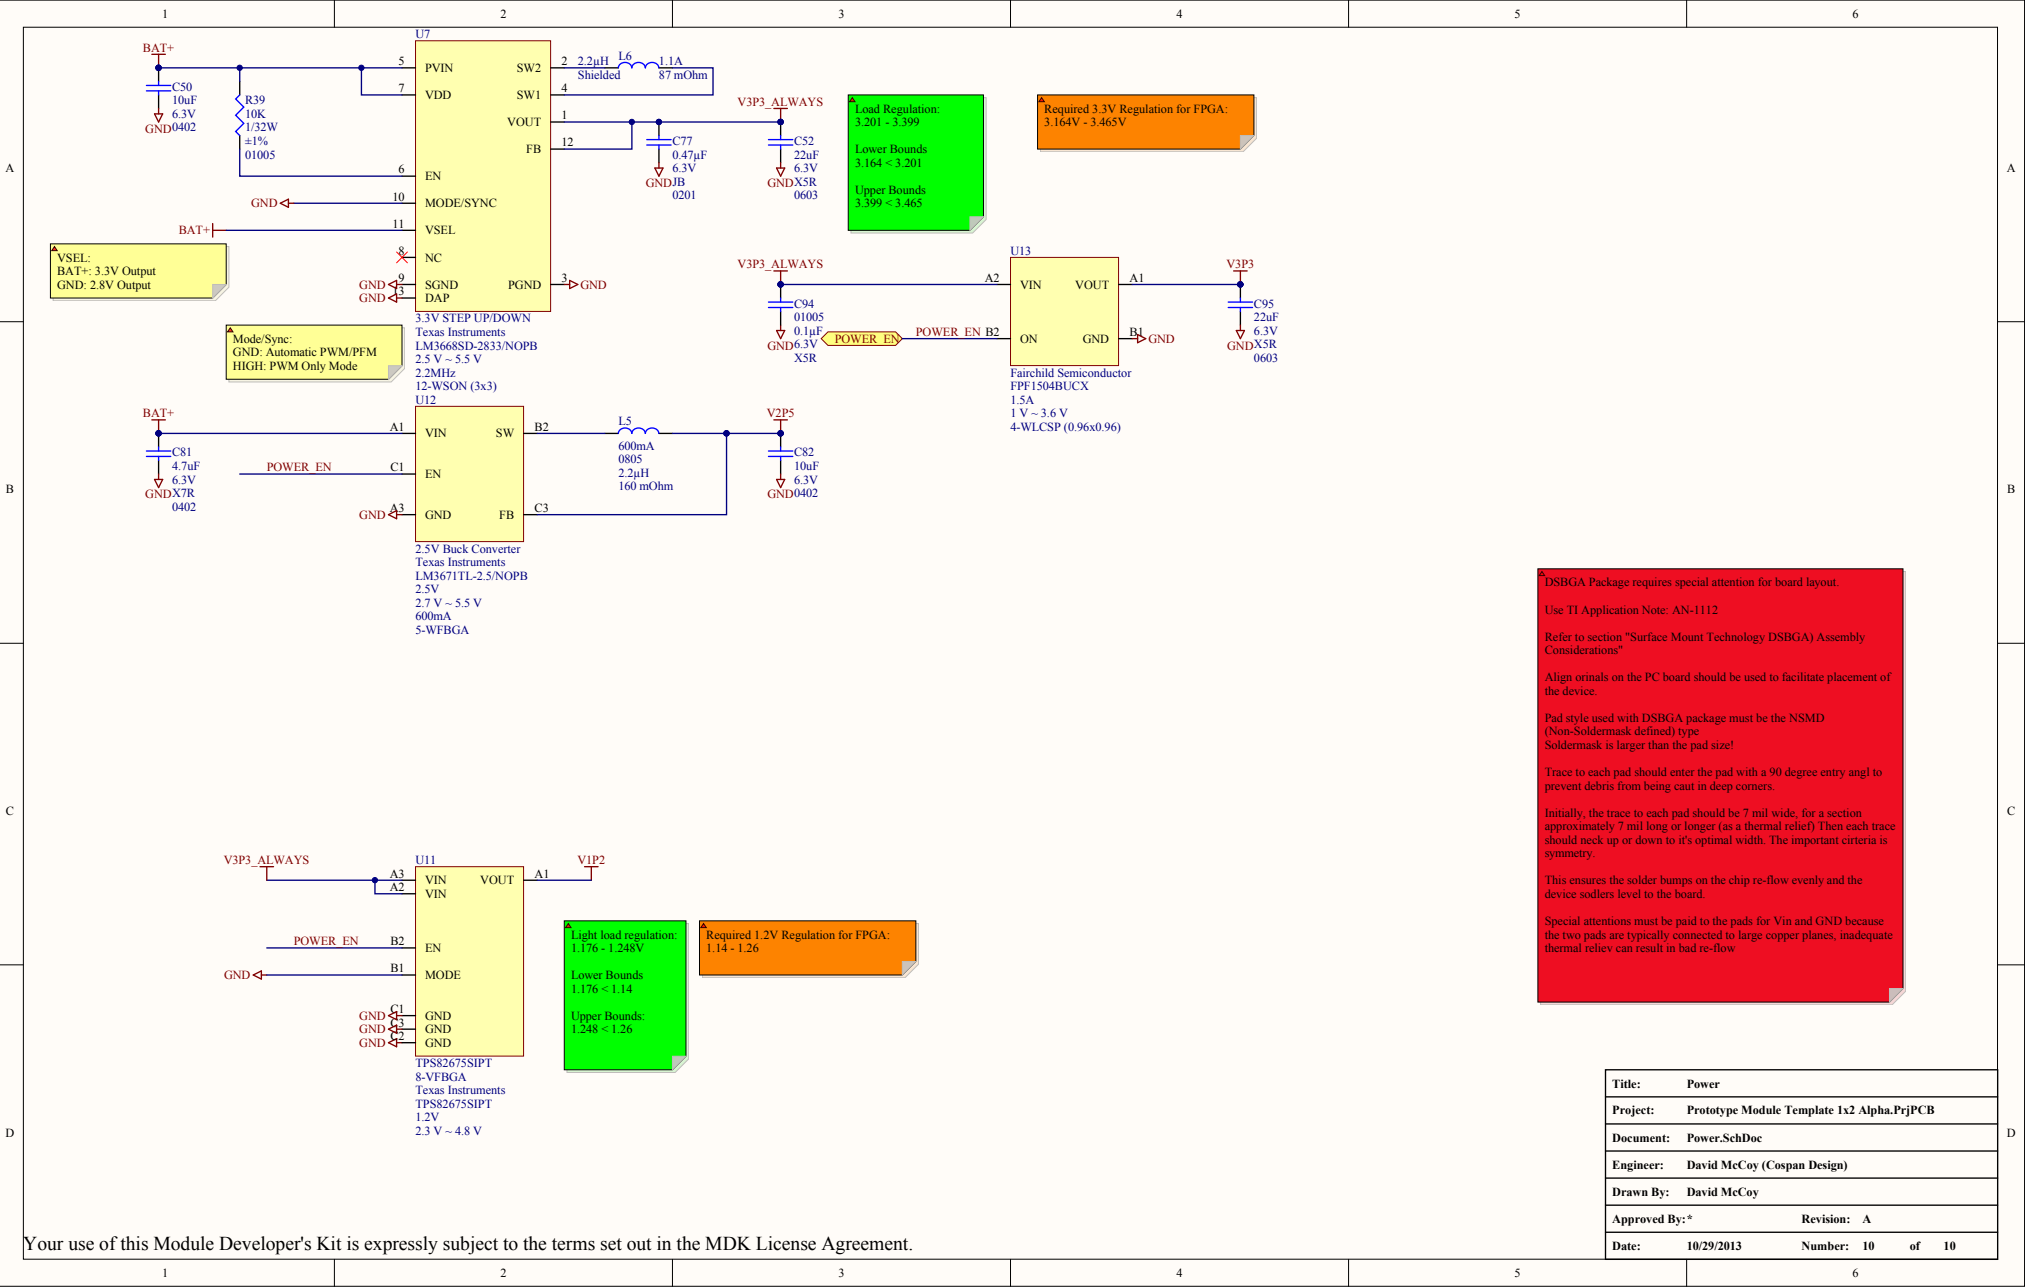 1 2 3 4 5 6
A
B
C
D
A
B
C
D
U7
BAT+
C50
10uF
6.3V
0402
GND
R39
10K
1/32W
±1%
01005
5 PVIN
7 VDD
6 EN
10 MODE/SYNC
11 VSEL
8 NC
9 SGND
13 DAP
SW2 2
SW1 4
VOUT 1
FB 12
PGND 3
GND
GND
BAT+
GND
GND
2.2µH
Shielded
L6
1.1A
87 mOhm
C77
0.47µF
6.3V
JB
0201
GND
V3P3_ALWAYS
C52
22uF
6.3V
X5R
0603
GND
3.3V STEP UP/DOWN
Texas Instruments
LM3668SD-2833/NOPB
2.5 V ~ 5.5 V
2.2MHz
12-WSON (3x3)
VSEL:
BAT+: 3.3V Output
GND: 2.8V Output
Mode/Sync:
GND: Automatic PWM/PFM
HIGH: PWM Only Mode
Load Regulation:
3.201 - 3.399
Lower Bounds
3.164 < 3.201
Upper Bounds
3.399 < 3.465
Required 3.3V Regulation for FPGA:
3.164V - 3.465V
V3P3_ALWAYS
C94
01005
0.1µF
6.3V
X5R
GND
POWER_EN
POWER_EN
U13
A2 VIN
B2 ON
VOUT A1
GND B1
GND
V3P3
C95
22uF
6.3V
X5R
0603
GND
Fairchild Semiconductor
FPF1504BUCX
1.5A
1 V ~ 3.6 V
4-WLCSP (0.96x0.96)
U12
BAT+
C81
4.7uF
6.3V
X7R
0402
GND
POWER_EN
GND
A1 VIN
C1 EN
A3 GND
SW B2
FB C3
L5
600mA
0805
2.2µH
160 mOhm
V2P5
C82
10uF
6.3V
0402
GND
2.5V Buck Converter
Texas Instruments
LM3671TL-2.5/NOPB
2.5V
2.7 V ~ 5.5 V
600mA
5-WFBGA
DSBGA Package requires special attention for board layout.
Use TI Application Note: AN-1112
Refer to section "Surface Mount Technology DSBGA) Assembly
Considerations"
Align orinals on the PC board should be used to facilitate placement of
the device.
Pad style used with DSBGA package must be the NSMD
(Non-Soldermask defined) type
Soldermask is larger than the pad size!
Trace to each pad should enter the pad with a 90 degree entry angl to
prevent debris from being caut in deep corners.
Initially, the trace to each pad should be 7 mil wide, for a section
approximately 7 mil long or longer (as a thermal relief) Then each trace
should neck up or down to it's optimal width. The important cirteria is
symmetry.
This ensures the solder bumps on the chip re-flow evenly and the
device sodlers level to the board.
Special attentions must be paid to the pads for Vin and GND because
the two pads are typically connected to large copper planes, inadequate
thermal reliev can result in bad re-flow
V3P3_ALWAYS
POWER_EN
GND
U11
A3 VIN
A2 VIN
B2 EN
B1 MODE
GND C1 GND
GND C3 GND
GND C2 GND
VOUT A1
V1P2
TPS82675SIPT
8-VFBGA
Texas Instruments
TPS82675SIPT
1.2V
2.3 V ~ 4.8 V
Light load regulation:
1.176 - 1.248V
Lower Bounds
1.176 < 1.14
Upper Bounds:
1.248 < 1.26
Required 1.2V Regulation for FPGA:
1.14 - 1.26
Title: Power
Project: Prototype Module Template 1x2 Alpha.PrjPCB
Document: Power.SchDoc
Engineer: David McCoy (Cospan Design)
Drawn By: David McCoy
Approved By: * Revision: A
Date: 10/29/2013 Number: 10 of 10
Your use of this Module Developer's Kit is expressly subject to the terms set out in the MDK License Agreement.
1 2 3 4 5 6